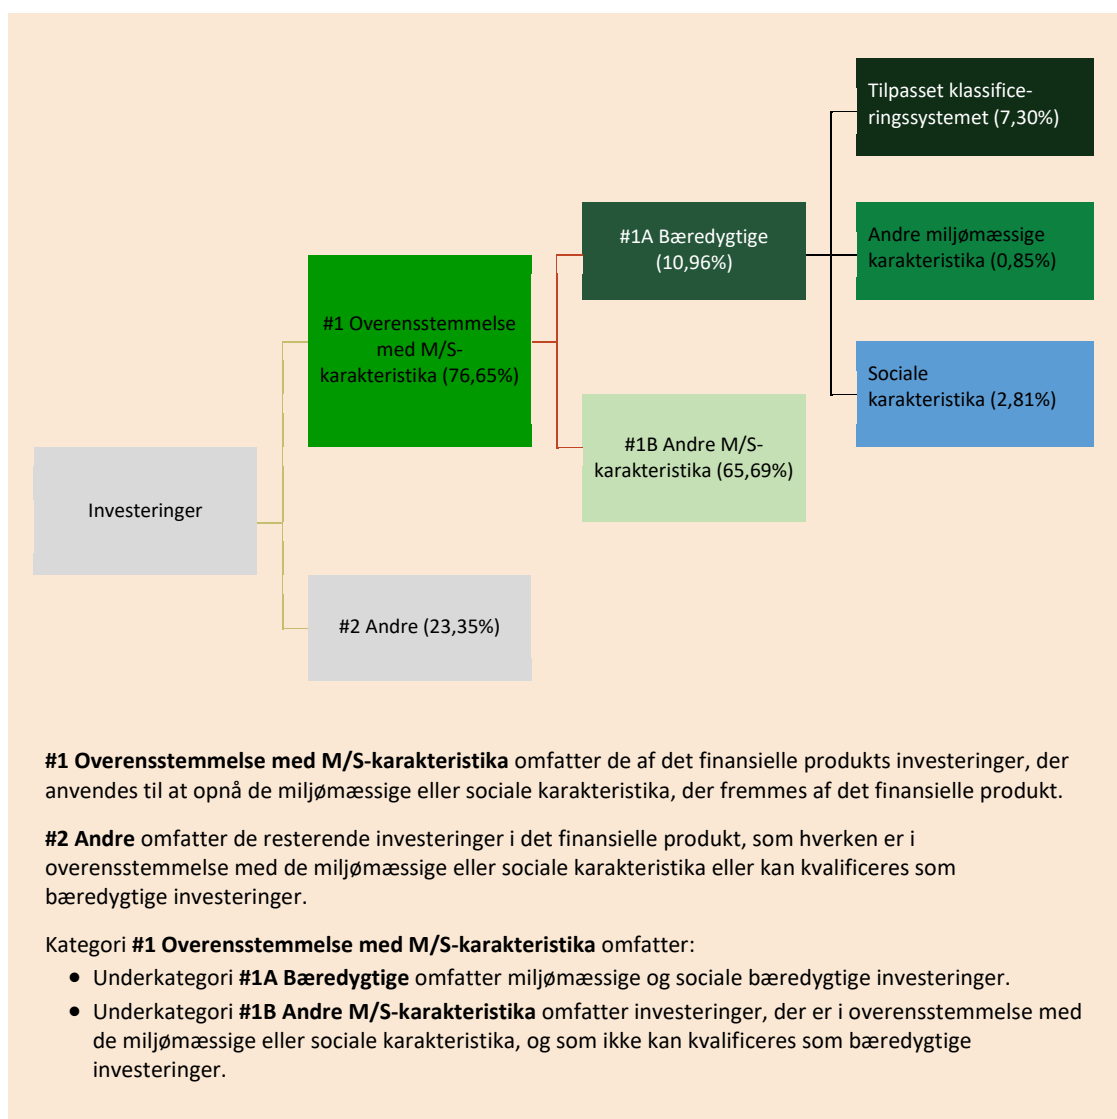 Tilpasset klassifice-
ringssystemet (7,30%)
#1A Bæredygtige
(10,96%)
Andre miljømæssige
karakteristika (0,85%)
#1 Overensstemmelse
med M/S-
karakteristika (76,65%)
Sociale
karakteristika (2,81%)
#1B Andre M/S-
karakteristika (65,69%)
Investeringer
#2 Andre (23,35%)
#1 Overensstemmelse med M/S-karakteristika omfatter de af det finansielle produkts investeringer, der
anvendes til at opnå de miljømæssige eller sociale karakteristika, der fremmes af det finansielle produkt.
#2 Andre omfatter de resterende investeringer i det finansielle produkt, som hverken er i
overensstemmelse med de miljømæssige eller sociale karakteristika eller kan kvalificeres som
bæredygtige investeringer.
Kategori #1 Overensstemmelse med M/S-karakteristika omfatter:
• Underkategori #1A Bæredygtige omfatter miljømæssige og sociale bæredygtige investeringer.
• Underkategori #1B Andre M/S-karakteristika omfatter investeringer, der er i overensstemmelse med
de miljømæssige eller sociale karakteristika, og som ikke kan kvalificeres som bæredygtige
investeringer.